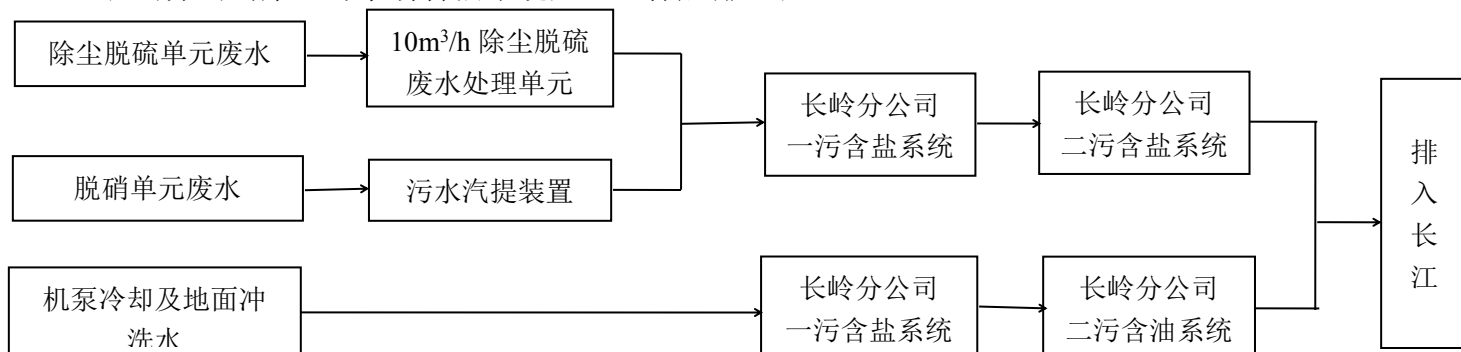 除尘脱硫单元废水
10m³/h 除尘脱硫
废水处理单元
长岭分公司
一污含盐系统
长岭分公司
二污含盐系统
脱硝单元废水
污水汽提装置
机泵冷却及地面冲
洗水
长岭分公司
一污含盐系统
长岭分公司
二污含油系统
排
入
长
江